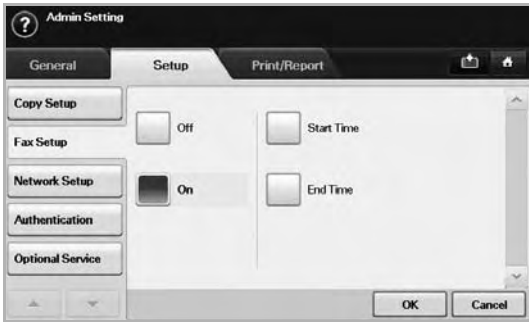 ? Admin Setting
General Setup Print/Report
Copy Setup
Fax Setup
Network Setup
Authentication
Optional Service
Off Start Time
On End Time
OK Cancel